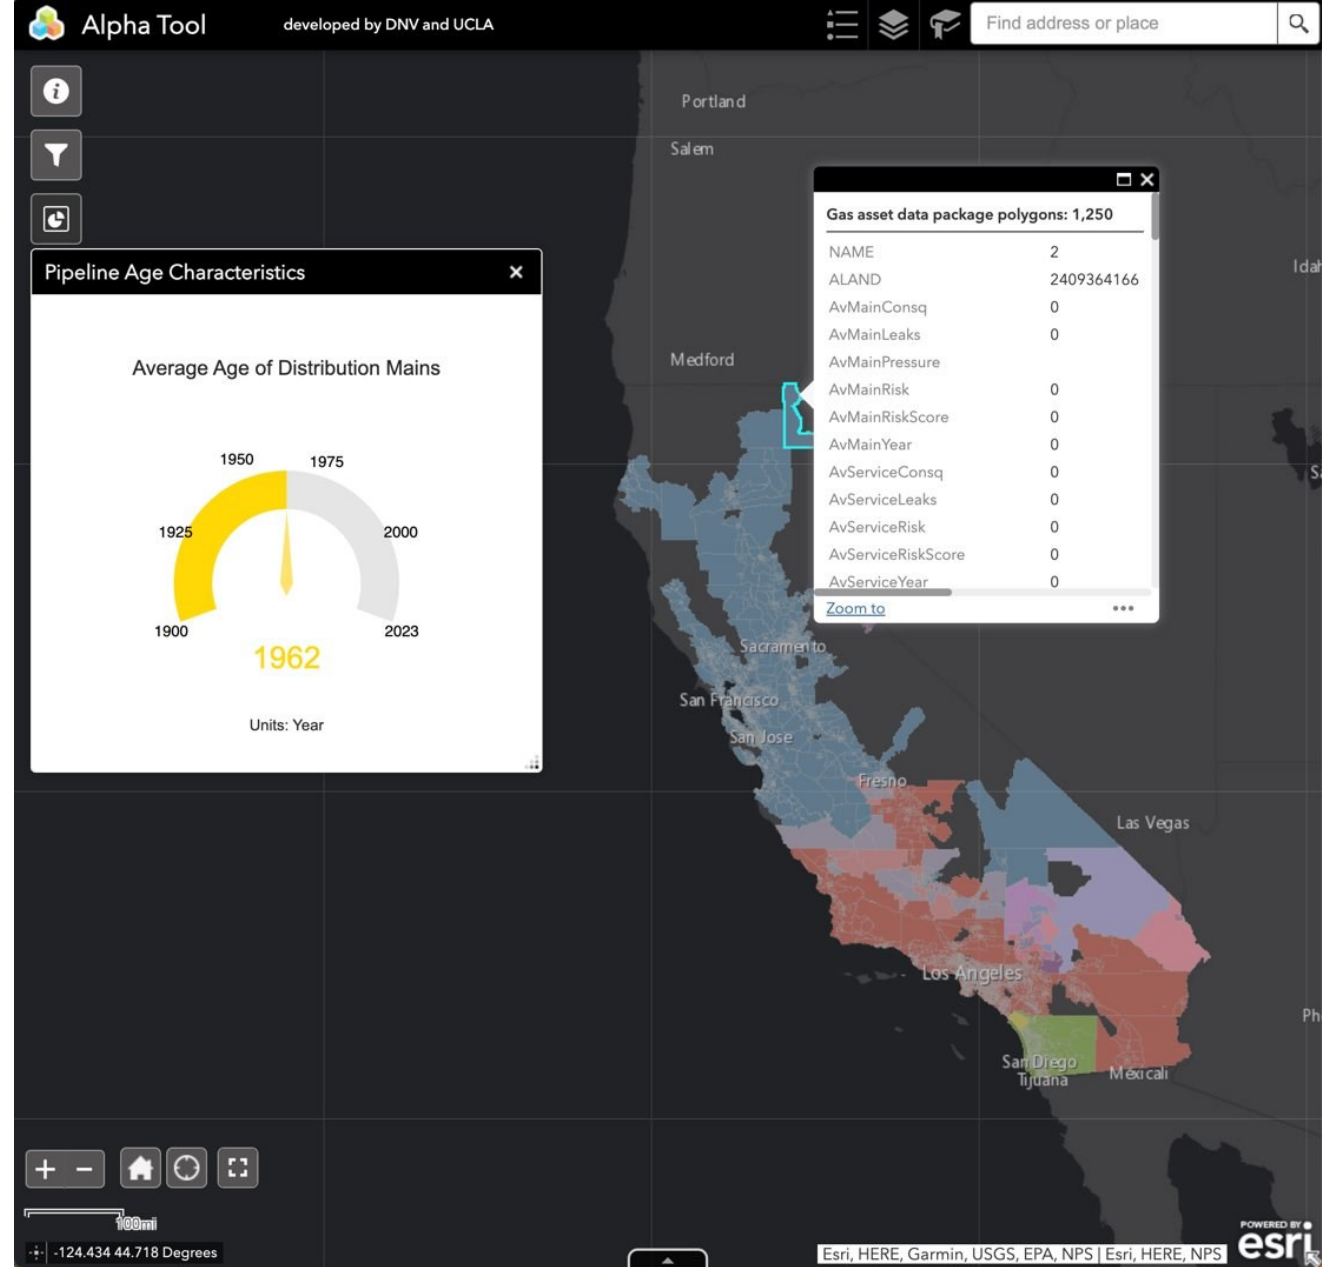 Alpha Tool developed by DNV and UCLA
Find address or place
Portland
Salem
Medford
Gas asset data package polygons: 1,250
NAME 2
ALAND 2409364166
AvMainConsq 0
AvMainLeaks 0
AvMainPressure
AvMainRisk 0
AvMainRiskScore 0
AvMainYear 0
AvServiceConsq 0
AvServiceLeaks 0
AvServiceRisk 0
AvServiceRiskScore 0
AvServiceYear 0
Zoom to
Idah
Pipeline Age Characteristics
Average Age of Distribution Mains
1950 1975
1925 2000
1900 2023
1962
Units: Year
Sacramento
San Francisco
San Jose
Fresno
Las Vegas
Los Angeles
San Diego
Tijuana
Mexicali
Ph
100mi
-124.434 44.718 Degrees
Esri, HERE, Garmin, USGS, EPA, NPS | Esri, HERE, NPS
POWERED BY
esri